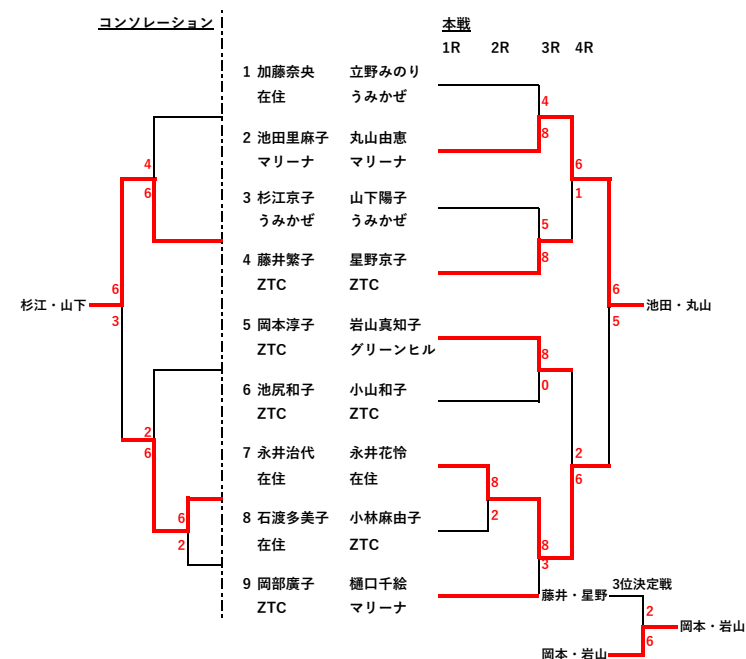 コンソレーション
本戦
1R 2R 3R 4R
1 加藤奈央 立野みのり
在住 うみかぜ
4
8
2 池田里麻子 丸山由恵
マリーナ マリーナ
4
6
6
1
3 杉江京子 山下陽子
うみかぜ うみかぜ
5
8
4 藤井繁子 星野京子
ZTC ZTC
6
3
杉江・山下
6
5
池田・丸山
5 岡本淳子 岩山真知子
ZTC グリーンヒル
8
0
6 池尻和子 小山和子
ZTC ZTC
2
6
2
6
7 永井治代 永井花怜
在住 在住
8
2
8 石渡多美子 小林麻由子
在住 ZTC
6
2
8
3
9 岡部廣子 樋口千絵
ZTC マリーナ
3位決定戦
藤井・星野
2
6
岡本・岩山
岡本・岩山